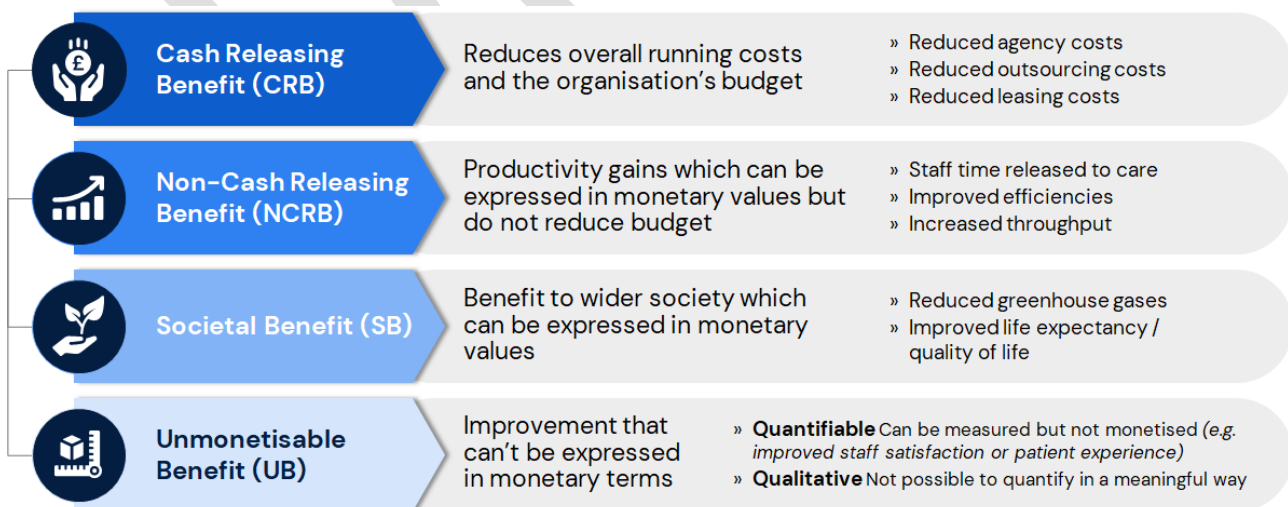 Cash Releasing
Benefit (CRB)
Reduces overall running costs
and the organisation's budget
» Reduced agency costs
» Reduced outsourcing costs
» Reduced leasing costs
Non-Cash Releasing
Benefit (NCRB)
Productivity gains which can be
expressed in monetary values but
do not reduce budget
» Staff time released to care
» Improved efficiencies
» Increased throughput
Societal Benefit (SB)
Benefit to wider society which
can be expressed in monetary
values
» Reduced greenhouse gases
» Improved life expectancy /
quality of life
Unmonetisable
Benefit (UB)
Improvement that
can't be expressed
in monetary terms
» Quantifiable Can be measured but not monetised (e.g.
improved staff satisfaction or patient experience)
» Qualitative Not possible to quantify in a meaningful way